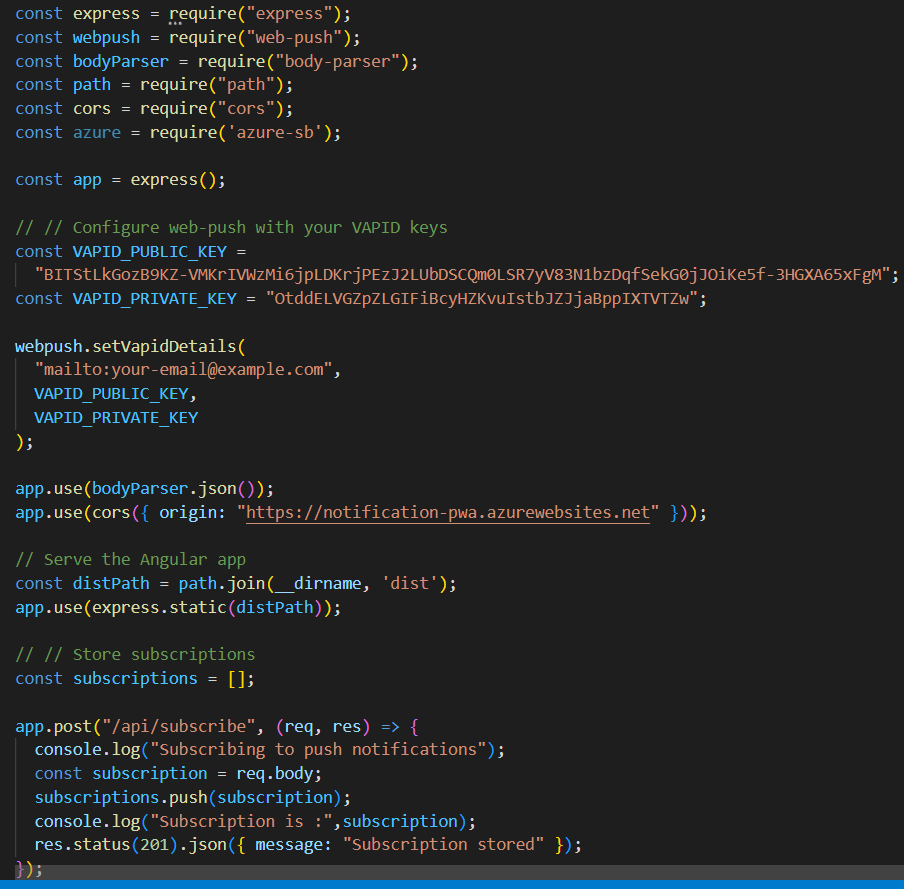 const express = require("express");
const webpush = require("web-push");
const bodyParser = require("body-parser");
const path = require("path");
const cors = require("cors");
const azure = require('azure-sb');
const app = express();
// // Configure web-push with your VAPID keys
const VAPID_PUBLIC_KEY =
"BITStLkGozB9KZ-VMKrIVWzMi6jpLDKrjPEzJ2LUbDSCQm0LSR7yV83N1bzDqfSekG0jJOiKe5f-3HGXA65xFgM";
const VAPID_PRIVATE_KEY = "OtddELVGZpZLGIFiBcyHZKvuIstbJZJjaBppIXTVTZw";
webpush.setVapidDetails(
"mailto:your-email@example.com",
VAPID_PUBLIC_KEY,
VAPID_PRIVATE_KEY
);
app.use(bodyParser.json());
app.use(cors({ origin: "https://notification-pwa.azurewebsites.net" }));
// Serve the Angular app
const distPath = path.join(__dirname, 'dist');
app.use(express.static(distPath));
// // Store subscriptions
const subscriptions = [];
app.post("/api/subscribe", (req, res) => {
console.log("Subscribing to push notifications");
const subscription = req.body;
subscriptions.push(subscription);
console.log("Subscription is :",subscription);
res.status(201).json({ message: "Subscription stored" });
});